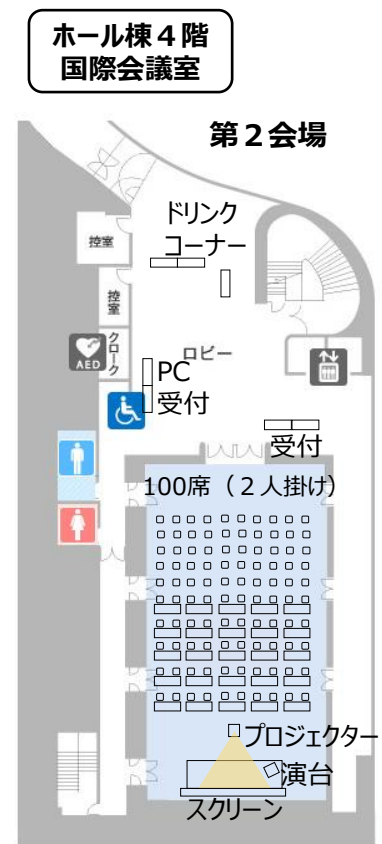 ホール棟４階
国際会議室
第２会場
ドリンク
コーナー
控室
控室
クローク
AED
ロビー
PC
受付
受付
100席（２人掛け）
プロジェクター
演台
スクリーン